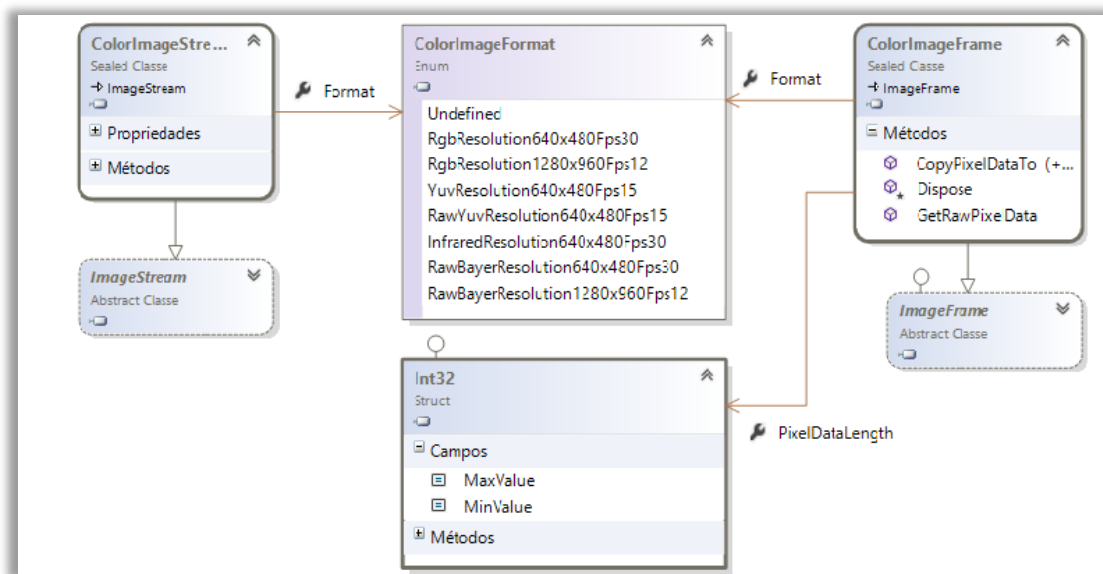 ColorImageStre...
Sealed Classe
ImageStream
Propriedades
Métodos
ImageStream
Abstract Classe
Format
ColorImageFormat
Enum
Undefined
RgbResolution640x480Fps30
RgbResolution1280x960Fps12
YuvResolution640x480Fps15
RawYuvResolution640x480Fps15
InfraredResolution640x480Fps30
RawBayerResolution640x480Fps30
RawBayerResolution1280x960Fps12
Format
ColorImageFrame
Sealed Casse
ImageFrame
Métodos
CopyPixelDataTo (+...
Dispose
GetRawPixelData
ImageFrame
Abstract Classe
Int32
Struct
Campos
MaxValue
MinValue
Métodos
PixelDataLength